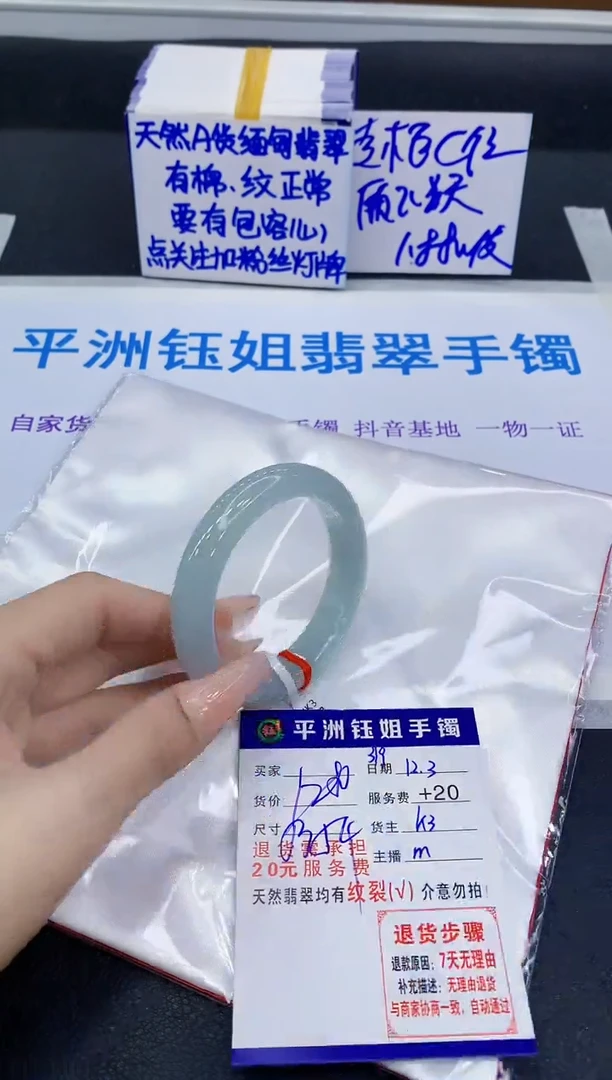 天然A货缅甸翡翠
有棉、纹正常
要有包容心
点关注加粉丝灯牌
平洲钰姐翡翠手镯
自家货
手镯 抖音基地 一物一证
K3
平洲钰姐手镯
买家
319
日期 12.3
货价
服务费 +20
尺寸
货主 K3
退货需承担
20元服务费
主播 m
天然翡翠均有纹裂(√) 介意勿拍
退货步骤
退款原因：7天无理由
补充描述：无理由退货
与商家协商一致，自动通过